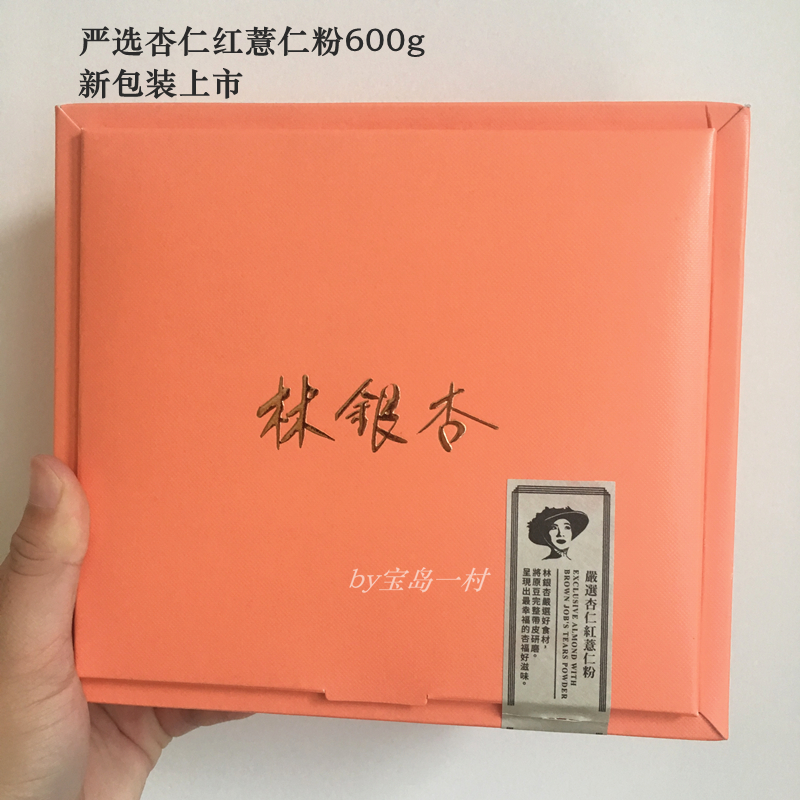 严选杏仁红薏仁粉600g
新包装上市
林銀杏
by宝岛一村
嚴選杏仁紅薏仁粉
EXCLUSIVE ALMOND WITH
BROWN JOB'S TEARS POWDER
林銀杏嚴選好食材，
將原豆完整帶皮研磨。
呈現出最幸福的杏福好滋味。